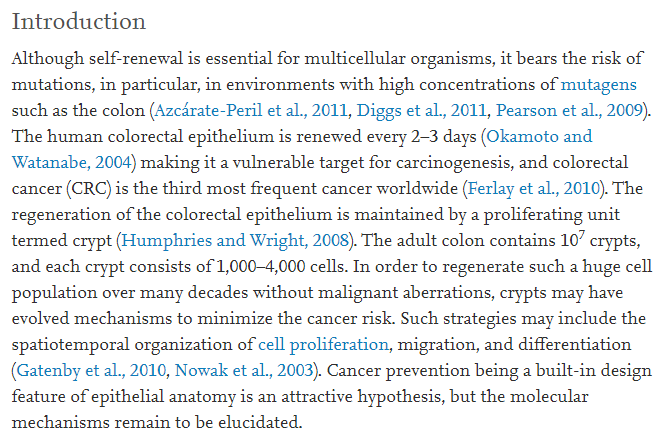 Introduction
Although self-renewal is essential for multicellular organisms, it bears the risk of
mutations, in particular, in environments with high concentrations of mutagens
such as the colon (Azcárate-Peril et al., 2011, Diggs et al., 2011, Pearson et al., 2009).
The human colorectal epithelium is renewed every 2–3 days (Okamoto and
Watanabe, 2004) making it a vulnerable target for carcinogenesis, and colorectal
cancer (CRC) is the third most frequent cancer worldwide (Ferlay et al., 2010). The
regeneration of the colorectal epithelium is maintained by a proliferating unit
termed crypt (Humphries and Wright, 2008). The adult colon contains 10⁷ crypts,
and each crypt consists of 1,000–4,000 cells. In order to regenerate such a huge cell
population over many decades without malignant aberrations, crypts may have
evolved mechanisms to minimize the cancer risk. Such strategies may include the
spatiotemporal organization of cell proliferation, migration, and differentiation
(Gatenby et al., 2010, Nowak et al., 2003). Cancer prevention being a built-in design
feature of epithelial anatomy is an attractive hypothesis, but the molecular
mechanisms remain to be elucidated.